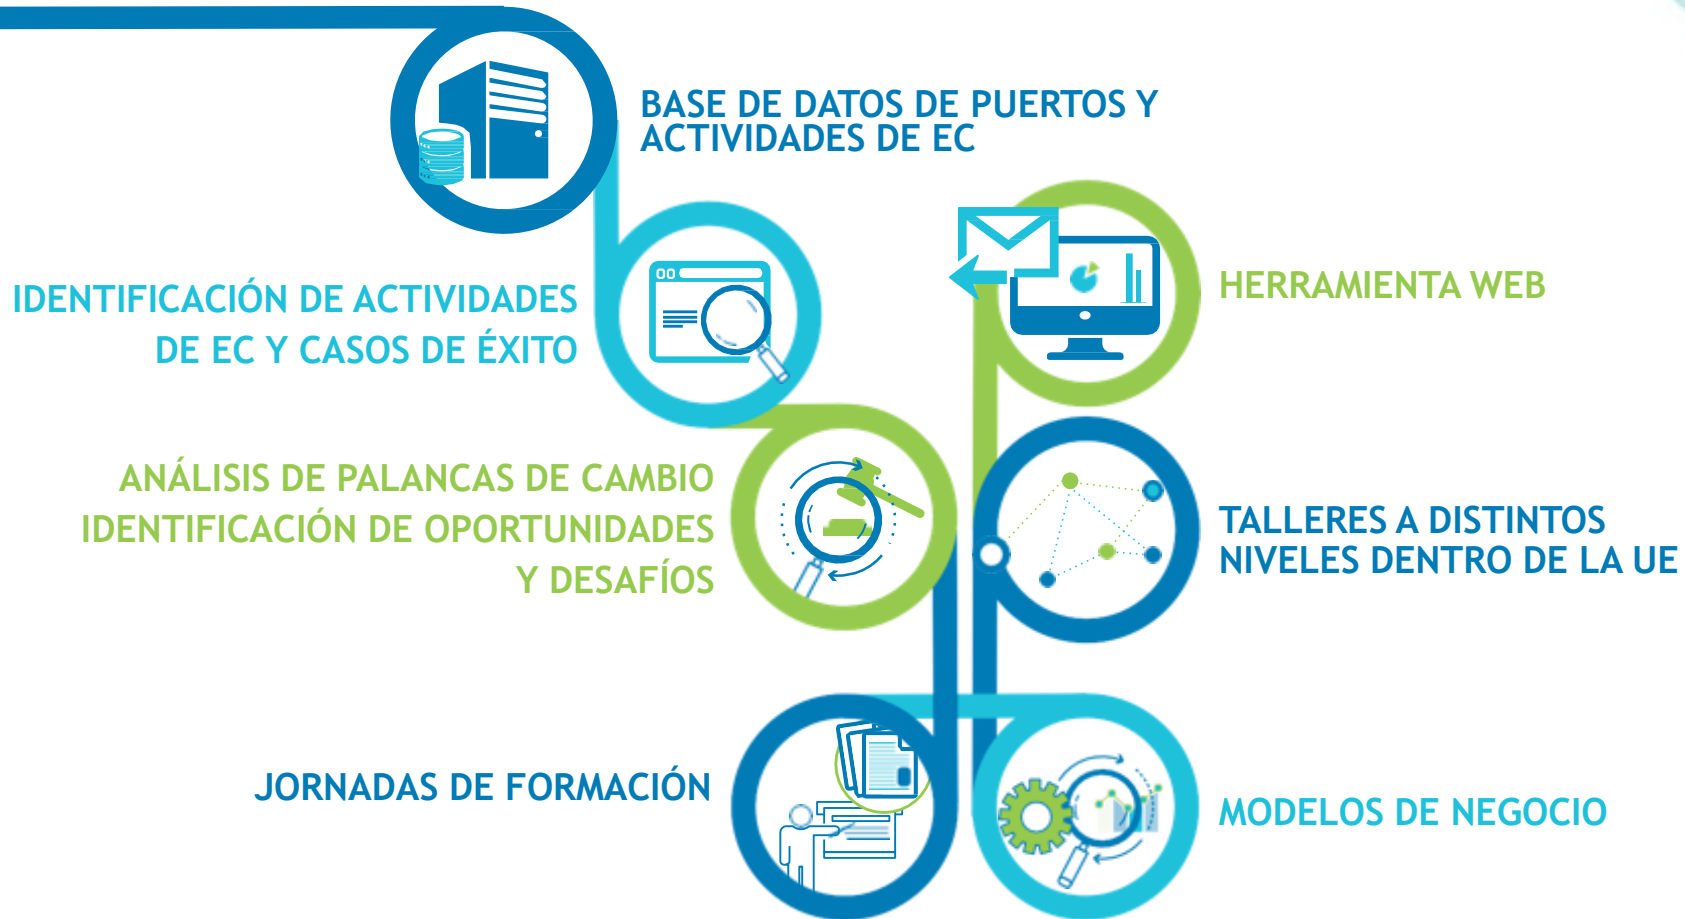 BASE DE DATOS DE PUERTOS Y
ACTIVIDADES DE EC
IDENTIFICACIÓN DE ACTIVIDADES
DE EC Y CASOS DE ÉXITO
ANÁLISIS DE PALANCAS DE CAMBIO
IDENTIFICACIÓN DE OPORTUNIDADES
Y DESAFÍOS
JORNADAS DE FORMACIÓN
MODELOS DE NEGOCIO
TALLERES A DISTINTOS
NIVELES DENTRO DE LA UE
HERRAMIENTA WEB